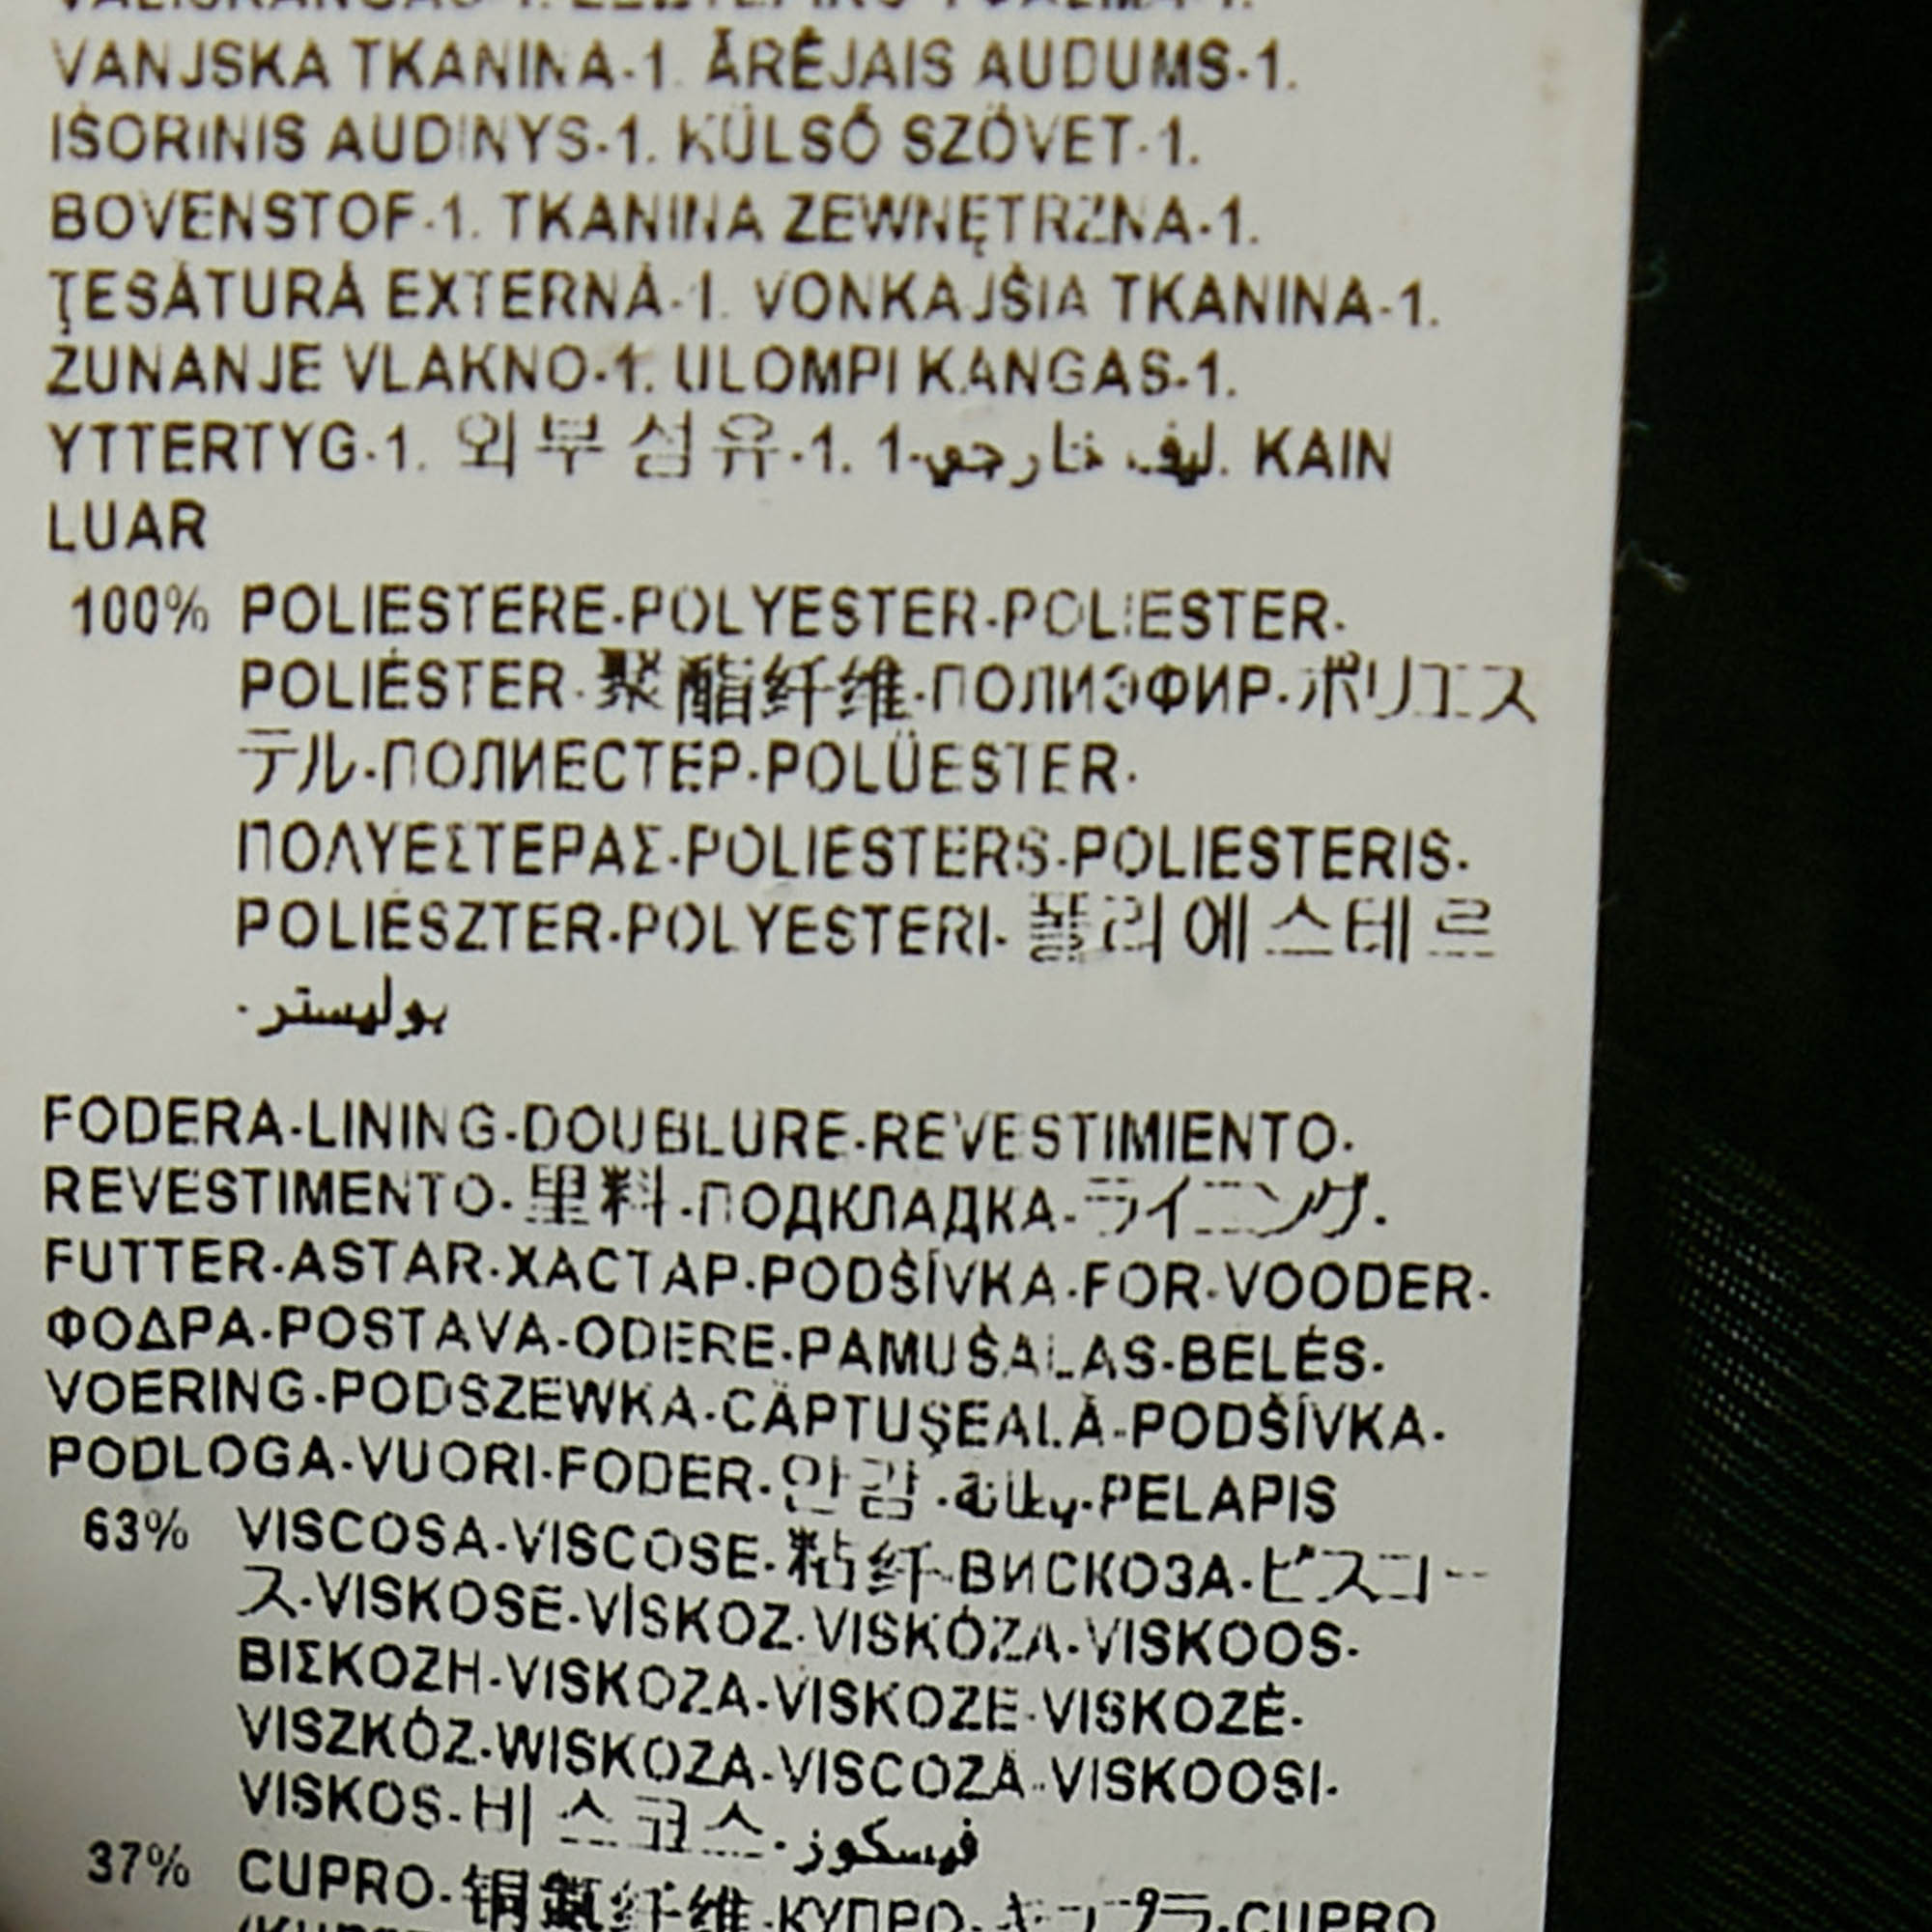 VANJSKA TKANINA-1. ĀRĒJAIS AUDUMS-1.
IŠORINIS AUDINYS-1. KÜLSŐ SZÖVET-1.
BOVENSTOF-1. TKANINA ZEWNĘTRZNA-1.
ŢESĂTURĂ EXTERNĂ-1. VONKAJŠIA TKANINA-1.
ZUNANJE VLAKNO-1. ULOMPI KANGAS-1.
YTTERTYG-1. 외부섬유-1. ليف خارجي-1. KAIN
LUAR
100% POLIESTERE-POLYESTER-POLIESTER-
POLIÉSTER-聚酯纤维-ПОЛИЭФИР-ポリエス
テル-ПОЛИЕСТЕР-POLÜESTER-
ΠΟΛΥΕΣΤΕΡΑΣ-POLIESTERS-POLIESTERIS-
POLIÉSZTER-POLYESTERI-폴리에스테르
-بوليستر
FODERA-LINING-DOUBLURE-REVESTIMIENTO-
REVESTIMENTO-里料-ПОДКЛАДКА-ライニング-
FUTTER-ASTAR-ХАСТАР-PODŠÍVKA-FOR-VOODER-
ΦΟΔΡΑ-POSTAVA-ODERE-PAMUŠALAS-BÉLÉS-
VOERING-PODSZEWKA-CĂPTUŞEALĂ-PODŠÍVKA-
PODLOGA-VUORI-FODER-안감-بطانة-PELAPIS
63% VISCOSA-VISCOSE-粘纤-ВИСКОЗА-ビスコー
ス-VISKOSE-VİSKOZ-VISKÓZA-VISKOOS-
ΒΙΣΚΟΖΗ-VISKOZA-VISKOZE-VISKOZĖ-
VISZKÓZ-WISKOZA-VISCOZĂ-VISKOOSI-
VISKOS-비스코스-فيسكوز
37% CUPRO-铜氨纤维-КУПРО-キュプラ-CUPRO